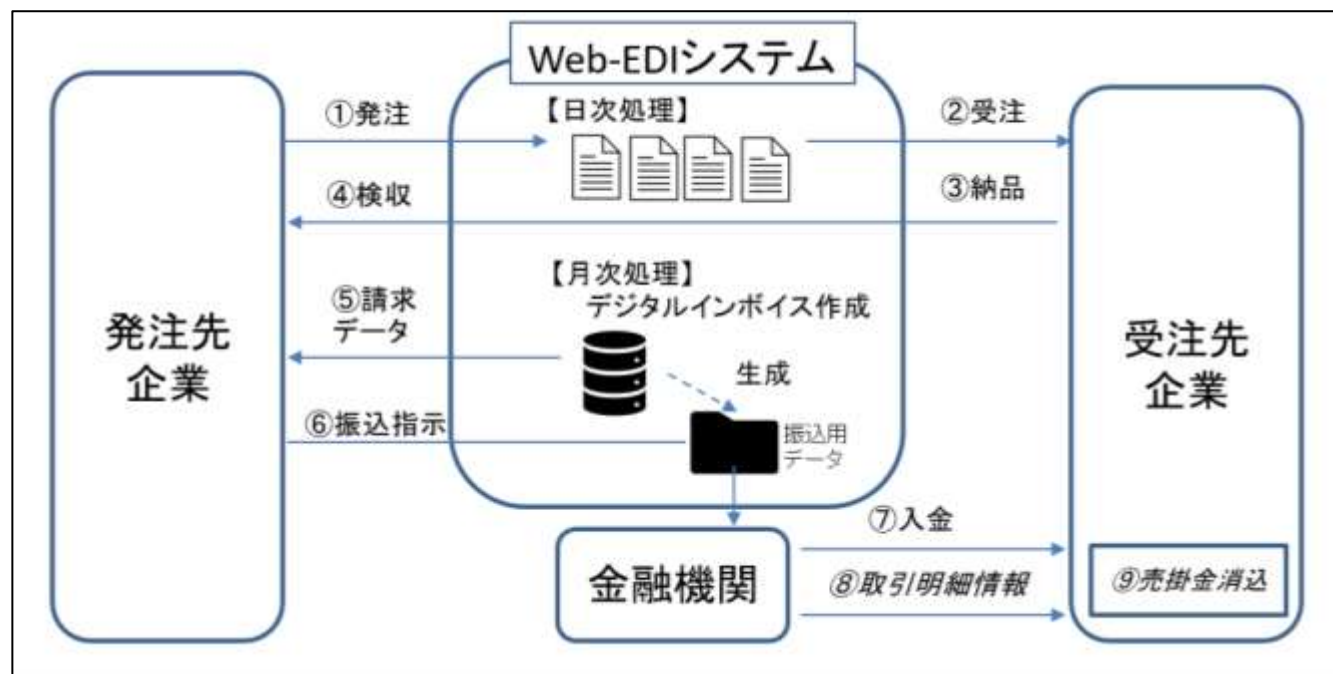 Web-EDIシステム
【日次処理】
①発注
②受注
④検収
③納品
【月次処理】
デジタルインボイス作成
⑤請求
データ
発注先
企業
受注先
企業
生成
⑥振込指示
振込用
データ
⑦入金
金融機関
⑧取引明細情報
⑨売掛金消込